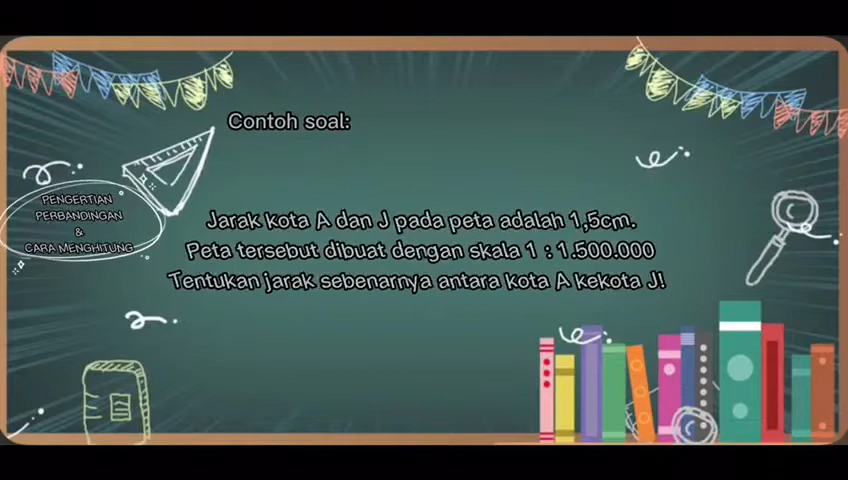 Contoh soal:
PENGERTIAN
PERBANDINGAN
&
CARA MENGHITUNG
Jarak kota A dan J pada peta adalah 1,5cm.
Peta tersebut dibuat dengan skala 1 : 1.500.000
Tentukan jarak sebenarnya antara kota A kekota J!